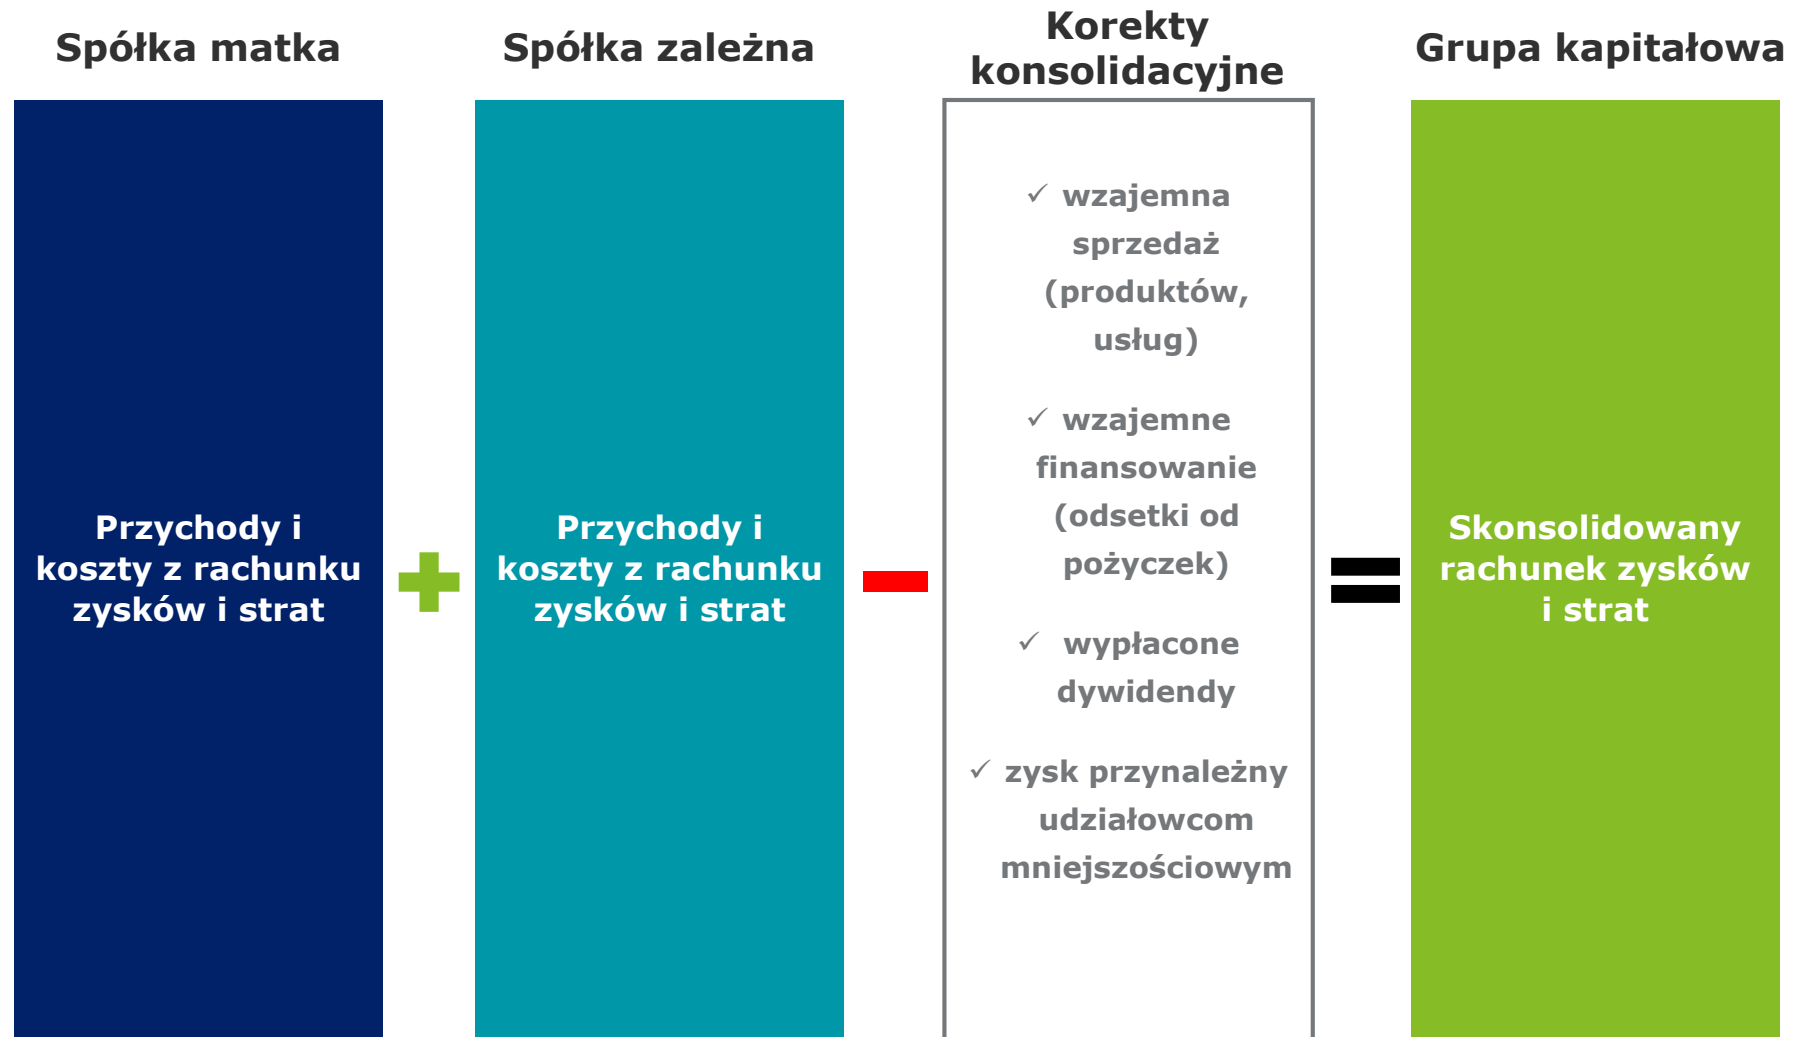 Spółka matka
Spółka zależna
Korekty
konsolidacyjne
Grupa kapitałowa
Przychody i
koszty z rachunku
zysków i strat
Przychody i
koszty z rachunku
zysków i strat
✓ wzajemna
sprzedaż
(produktów,
usług)
✓ wzajemne
finansowanie
(odsetki od
pożyczek)
✓ wypłacone
dywidendy
✓ zysk przynależny
udziałowcom
mniejszościowym
Skonsolidowany
rachunek zysków
i strat